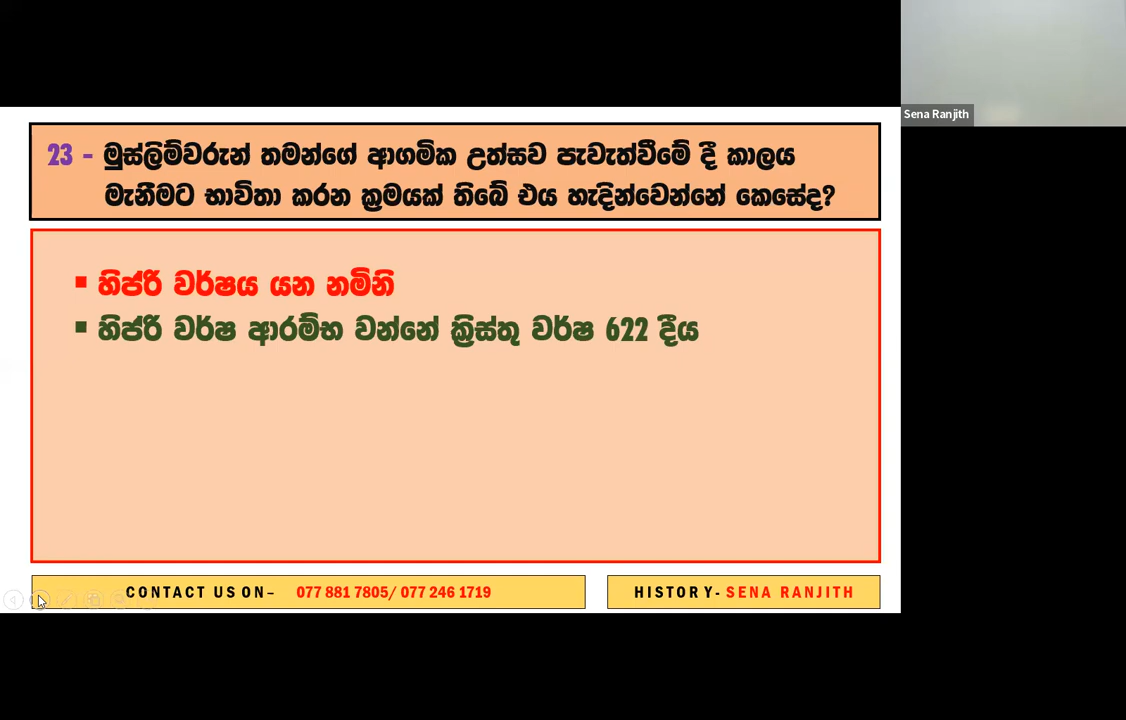 Sena Ranjith
23 - මුස්ලිම්වරුන් තමන්ගේ ආගමික උත්සව පැවැත්වීමේ දී කාලය
මැනීමට භාවිතා කරන ක්‍රමයක් තිබේ එය හැඳින්වෙන්නේ කෙසේද?
▪ හිජ්රි වර්ෂය යන නමිනි
▪ හිජ්රි වර්ෂ ආරම්භ වන්නේ ක්‍රිස්තු වර්ෂ 622 දීය
CONTACT US ON– 077 881 7805/ 077 246 1719
HISTORY- SENA RANJITH